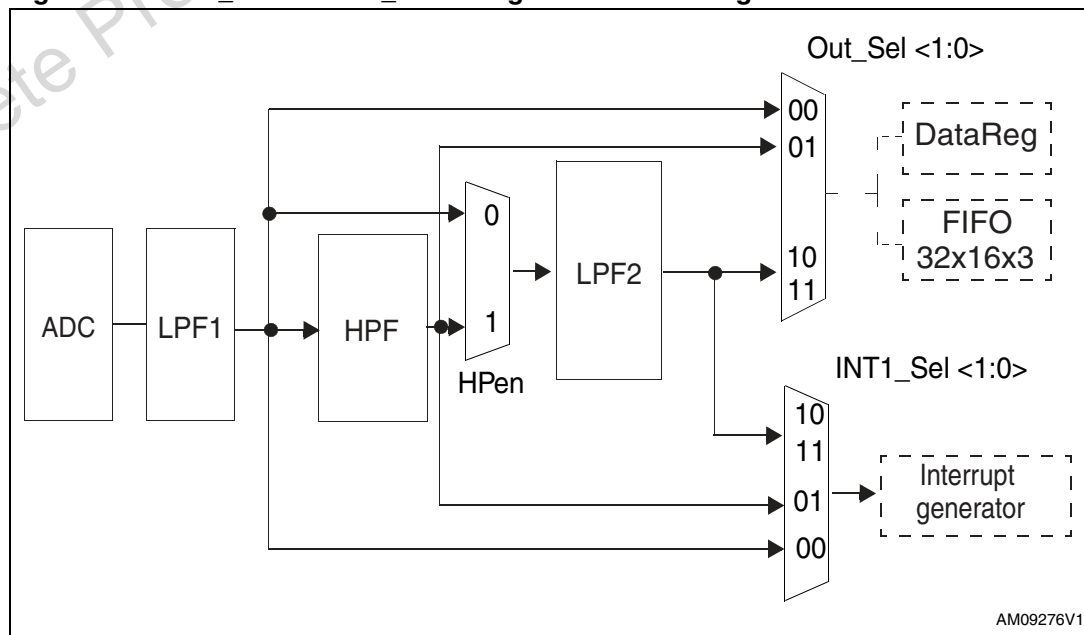 Out_Sel <1:0>
00
01
10
11
DataReg
FIFO
32x16x3
0
1
HPen
ADC
LPF1
HPF
LPF2
INT1_Sel <1:0>
10
11
01
00
Interrupt
generator
AM09276V1